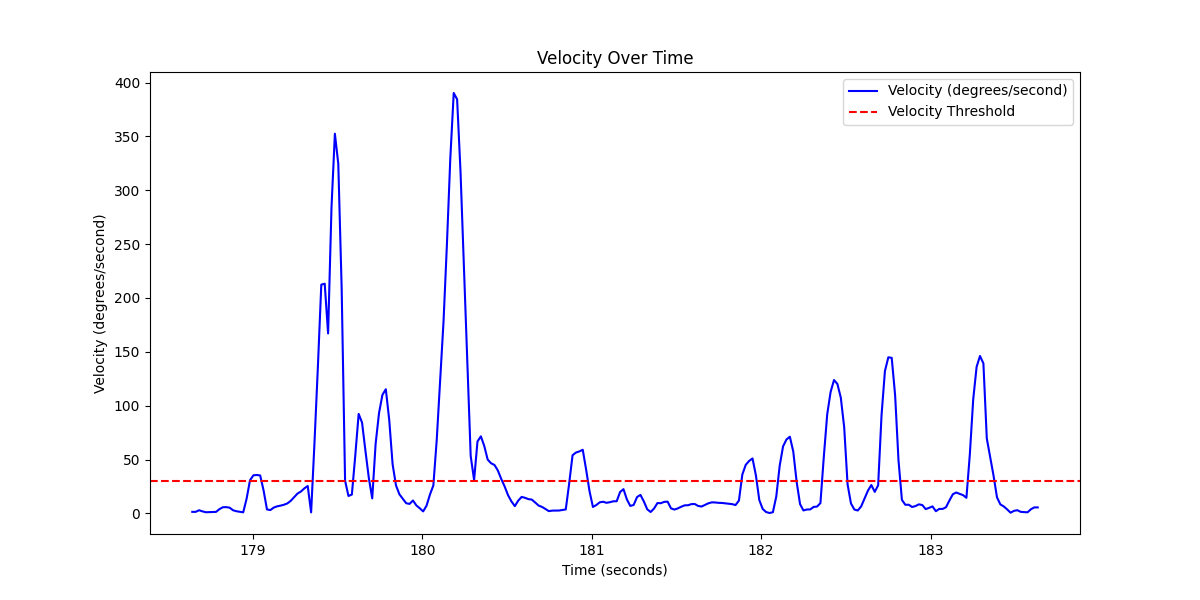 Velocity Over Time
Velocity (degrees/second)
Velocity Threshold
400
350
300
250
200
150
100
50
0
Velocity (degrees/second)
179 180 181 182 183
Time (seconds)